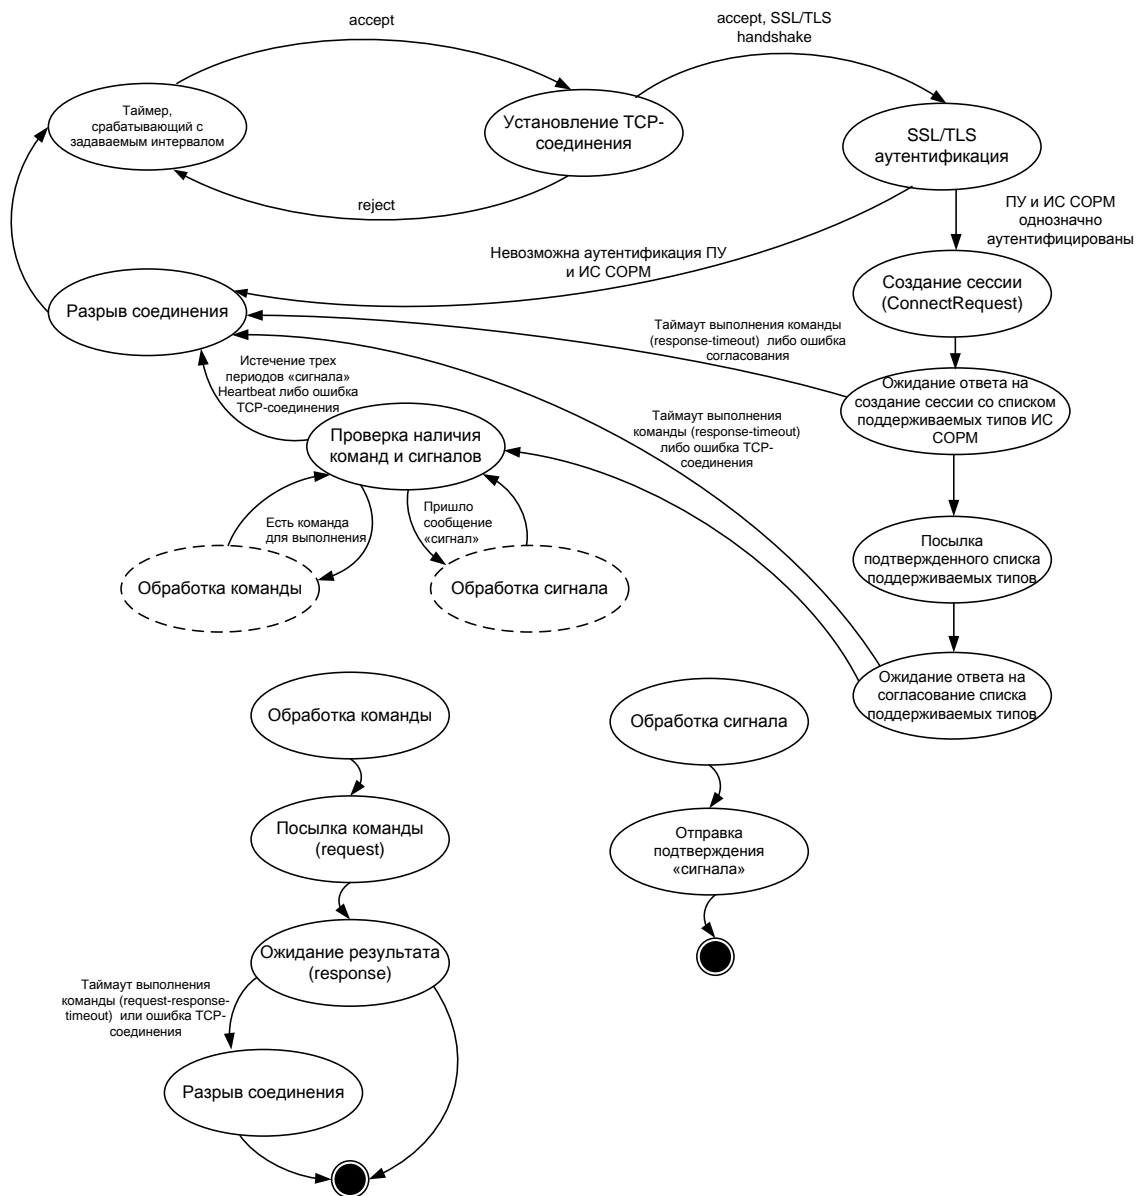 accept
accept, SSL/TLS
handshake
Таймер,
срабатывающий с
задаваемым интервалом
Установление TCP-
соединения
SSL/TLS
аутентификация
reject
ПУ и ИС СОРМ
однозначно
аутентифицированы
Невозможна аутентификация ПУ
и ИС СОРМ
Создание сессии
(ConnectRequest)
Разрыв соединения
Таймаут выполнения команды
(response-timeout) либо ошибка
согласования
Истечение трех
периодов «сигнала»
Heartbeat либо ошибка
TCP-соединения
Ожидание ответа на
создание сессии со списком
поддерживаемых типов ИС
СОРМ
Таймаут выполнения
команды (response-timeout)
либо ошибка TCP-
соединения
Проверка наличия
команд и сигналов
Есть команда
для выполнения
Пришло
сообщение
«сигнал»
Посылка
подтвержденного списка
поддерживаемых типов
Обработка команды
Обработка сигнала
Ожидание ответа на
согласование списка
поддерживаемых типов
Обработка команды
Обработка сигнала
Посылка команды
(request)
Отправка
подтверждения
«сигнала»
Ожидание результата
(response)
Таймаут выполнения
команды (request-response-
timeout) или ошибка TCP-
соединения
Разрыв соединения